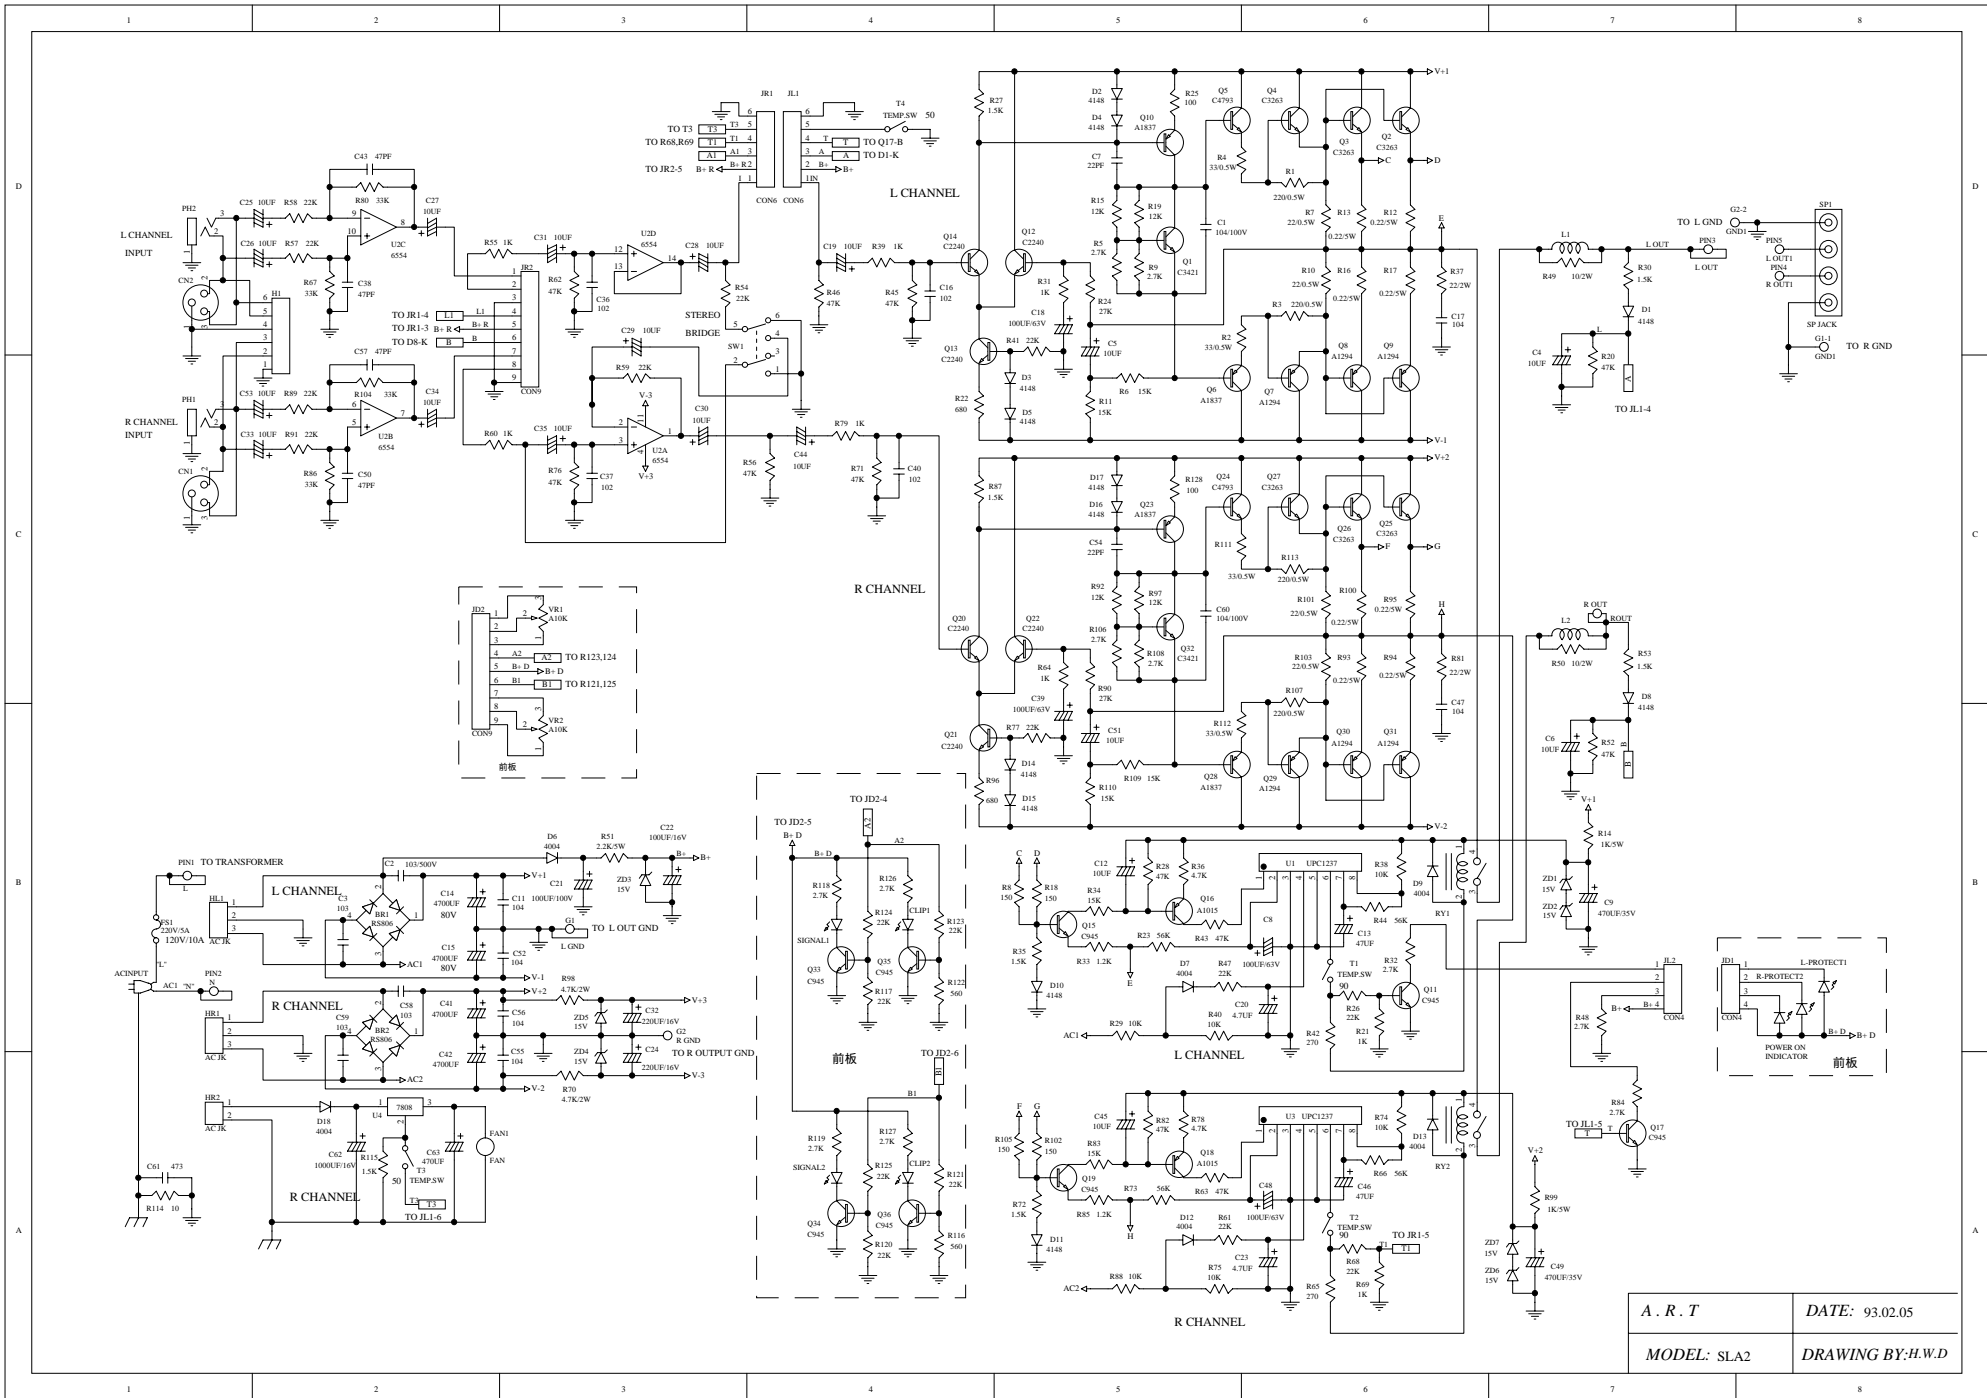 1 2 3 4 5 6 7 8
D
C
B
A
L CHANNEL
INPUT
PH2
CN2
H1
C25 10UF
R58 22K
C26 10UF
R57 22K
C43 47PF
R80 33K
U2C
6554
C27
10UF
R67
33K
C38
47PF
R CHANNEL
INPUT
PH1
CN1
C53 10UF
R89 22K
C33 10UF
R91 22K
C57 47PF
R104 33K
U2B
6554
C34
10UF
R86
33K
C50
47PF
R55 1K
C31 10UF
JR2
CON9
TO JR1-4 L1 L1
TO JR1-3 B+ R B+ R
TO D8-K B B
R62
47K
C36
102
U2D
6554
C28 10UF
R54
22K
C29 10UF
R59 22K
V-3
U2A
6554
V+3
R60 1K
C35 10UF
R76
47K
C37
102
C30
10UF
STEREO
BRIDGE
SW1
JR1 JL1
TO T3 T3 T3
TO R68,R69 T1 T1
A1 A1
TO JR2-5 B+ R B+ R
CON6 CON6
T4
TEMP.SW 50
T T TO Q17-B
A A TO D1-K
B+ B+
IN
L CHANNEL
C19 10UF
R39 1K
R46
47K
R45
47K
C16
102
R56
47K
C44
10UF
R79 1K
R71
47K
C40
102
R CHANNEL
R27
1.5K
Q14
C2240
Q12
C2240
Q13
C2240
R22
680
R41 22K
D3
4148
D5
4148
R31
1K
C18
100UF/63V
R24
27K
C5
10UF
R11
15K
R6 15K
D2
4148
D4
4148
C7
22PF
Q10
A1837
R25
100
R15
12K
R19
12K
R5
2.7K
R9
2.7K
Q1
C3421
C1
104/100V
Q5
C4793
Q4
C3263
Q3
C3263
Q2
C3263
R4
33/0.5W
R1
220/0.5W
C
D
R7
22/0.5W
R13
0.22/5W
R12
0.22/5W
R10
22/0.5W
R16
0.22/5W
R17
0.22/5W
R3 220/0.5W
R2
33/0.5W
Q6
A1837
Q7
A1294
Q8
A1294
Q9
A1294
E
R37
22/2W
C17
104
V+1
V-1
L1
R49 10/2W
L OUT
PIN3
L OUT
R30
1.5K
D1
4148
L
C4
10UF
R20
47K
A
TO JL1-4
SP1
TO L GND
G2-2
GND1
PIN5
L OUT1
PIN4
R OUT1
SP JACK
G1-1
GND1
TO R GND
R87
1.5K
Q20
C2240
Q22
C2240
Q21
C2240
R96
680
R77 22K
D14
4148
D15
4148
R64
1K
C39
100UF/63V
R90
27K
C51
10UF
R110
15K
R109 15K
D17
4148
D16
4148
C54
22PF
Q23
A1837
R128
100
R92
12K
R97
12K
R106
2.7K
R108
2.7K
Q32
C3421
C60
104/100V
Q24
C4793
Q27
C3263
Q26
C3263
Q25
C3263
R111
33/0.5W
R113
220/0.5W
F
G
R101
22/0.5W
R100
0.22/5W
R95
0.22/5W
R103
22/0.5W
R93
0.22/5W
R94
0.22/5W
R107
220/0.5W
R112
33/0.5W
Q28
A1837
Q29
A1294
Q30
A1294
Q31
A1294
H
R81
22/2W
C47
104
V+2
V-2
R OUT
ROUT
L2
R50 10/2W
R53
1.5K
D8
4148
C6
10UF
R52
47K
B
B
V+1
R14
1K/5W
ZD1
15V
ZD2
15V
C9
470UF/35V
JD2
CON9
VR1
A10K
A2 A2 TO R123,124
B+ D
B1 B1 TO R121,125
VR2
A10K
前板
PIN1 TO TRANSFORMER
L
FS1
220V/5A
120V/10A
"L"
ACINPUT
AC1 "N"
PIN2
N
L CHANNEL
HL1
AC JK
C2 103/500V
C3
103
BR1
RS806
AC1
C14
4700UF
80V
C15
4700UF
80V
C11
104
C52
104
V+1
V-1
G1
TO L OUT GND
L GND
D6
4004
R51
2.2K/5W
C21
100UF/100V
ZD3
15V
C22
100UF/16V
B+ B+
R CHANNEL
HR1
AC JK
C59
103
BR2
RS806
C58
103
AC2
C41
4700UF
C42
4700UF
C56
104
C55
104
V+2
V-2
R98
4.7K/2W
R70
4.7K/2W
ZD5
15V
ZD4
15V
C32
220UF/16V
C24
220UF/16V
V+3
G2
R GND
TO R OUTPUT GND
V-3
HR2
AC JK
D18
4004
U4
7808
C62
1000UF/16V
R115
1.5K
50
T3
TEMP.SW
C63
470UF
FAN1
FAN
T3 T3
TO JL1-6
R CHANNEL
C61 473
R114 10
TO JD2-4
A2
TO JD2-5
B+ D
B+ D
A2
R118
2.7K
R126
2.7K
SIGNAL1
CLIP1
R124
22K
R123
22K
Q33
C945
Q35
C945
R117
22K
R122
560
前板
TO JD2-6
B1
B1
R119
2.7K
R127
2.7K
SIGNAL2
CLIP2
R125
22K
R121
22K
Q34
C945
Q36
C945
R120
22K
R116
560
C
D
R8
150
R18
150
R34
15K
C12
10UF
R28
47K
R36
4.7K
Q16
A1015
U1 UPC1237
R38
10K
D9
4004
RY1
Q15
C945
R35
1.5K
R33 1.2K
R23 56K
R43 47K
C8
100UF/63V
C13
47UF
R44 56K
D10
4148
E
D7
4004
R47
22K
T1
TEMP.SW
90
R32
2.7K
Q11
C945
R26
22K
R21
1K
R42
270
C20
4.7UF
AC1
R29 10K
R40
10K
L CHANNEL
F
G
R105
150
R102
150
R83
15K
C45
10UF
R82
47K
R78
4.7K
Q18
A1015
U3 UPC1237
R74
10K
D13
4004
RY2
Q19
C945
R72
1.5K
R85 1.2K
R73
56K
R63 47K
C48
100UF/63V
C46
47UF
R66 56K
D11
4148
H
D12
4004
R61
22K
T2
TEMP.SW
90
TO JR1-5
T1 T1
R68
22K
R69
1K
R65
270
C23
4.7UF
AC2
R88 10K
R75
10K
R CHANNEL
JL2
CON4
R48
2.7K
B+ B+
R84
2.7K
TO JL1-5
T T
Q17
C945
V+2
R99
1K/5W
ZD7
15V
ZD6
15V
C49
470UF/35V
JD1
CON4
L-PROTECT1
R-PROTECT2
B+ D B+ D
POWER ON
INDICATOR
前板
A . R . T DATE: 93.02.05
MODEL: SLA2 DRAWING BY:H.W.D